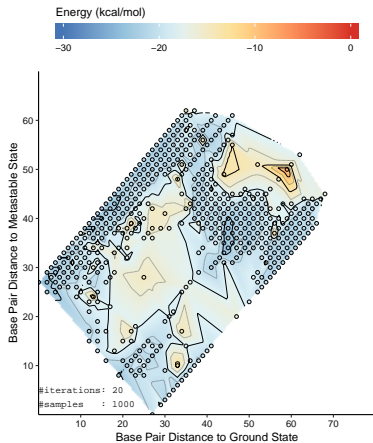 Energy (kcal/mol)
−30 −20 −10 0
Base Pair Distance to Metastable State
60
50
40
30
20
10
#iterations: 20
#samples : 1000
10 20 30 40 50 60 70
Base Pair Distance to Ground State